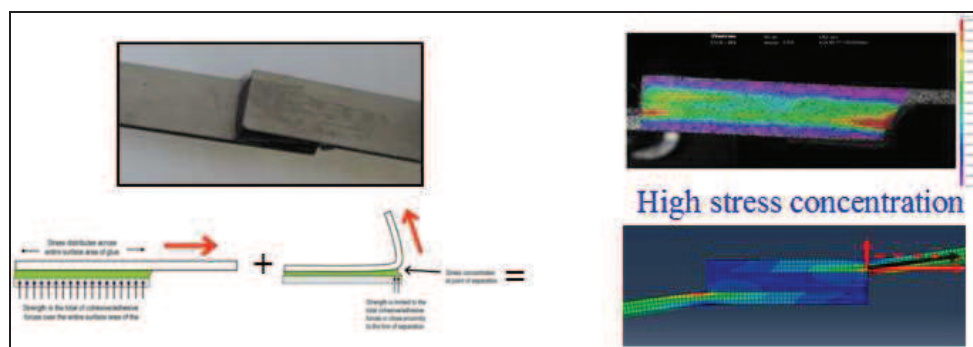 Stress distributes across
entire surface area of glue
Strength is the total of cohesive/adhesive
forces over the entire surface area of the
+
Stress concentrates
at point of separation
Strength is limited to the
total cohesive/adhesive
forces in close proximity
to the line of separation
=
High stress concentration